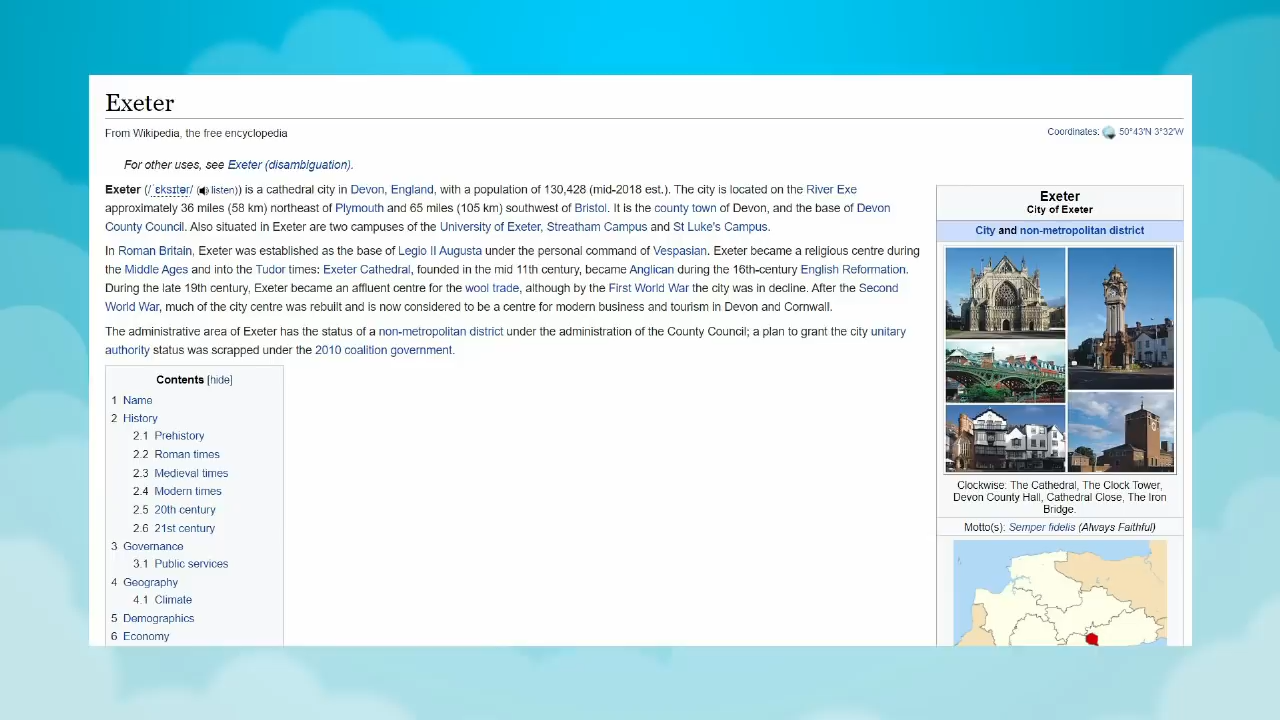 Exeter
From Wikipedia, the free encyclopedia
Coordinates: 50°43′N 3°32′W
For other uses, see Exeter (disambiguation).
Exeter (/ˈɛksɪtər/ (listen)) is a cathedral city in Devon, England, with a population of 130,428 (mid-2018 est.). The city is located on the River Exe
approximately 36 miles (58 km) northeast of Plymouth and 65 miles (105 km) southwest of Bristol. It is the county town of Devon, and the base of Devon
County Council. Also situated in Exeter are two campuses of the University of Exeter, Streatham Campus and St Luke's Campus.
In Roman Britain, Exeter was established as the base of Legio II Augusta under the personal command of Vespasian. Exeter became a religious centre during
the Middle Ages and into the Tudor times: Exeter Cathedral, founded in the mid 11th century, became Anglican during the 16th-century English Reformation.
During the late 19th century, Exeter became an affluent centre for the wool trade, although by the First World War the city was in decline. After the Second
World War, much of the city centre was rebuilt and is now considered to be a centre for modern business and tourism in Devon and Cornwall.
The administrative area of Exeter has the status of a non-metropolitan district under the administration of the County Council; a plan to grant the city unitary
authority status was scrapped under the 2010 coalition government.
Contents [hide]
1 Name
2 History
2.1 Prehistory
2.2 Roman times
2.3 Medieval times
2.4 Modern times
2.5 20th century
2.6 21st century
3 Governance
3.1 Public services
4 Geography
4.1 Climate
5 Demographics
6 Economy
Exeter
City of Exeter
City and non-metropolitan district
Clockwise: The Cathedral, The Clock Tower,
Devon County Hall, Cathedral Close, The Iron
Bridge.
Motto(s): Semper fidelis (Always Faithful)